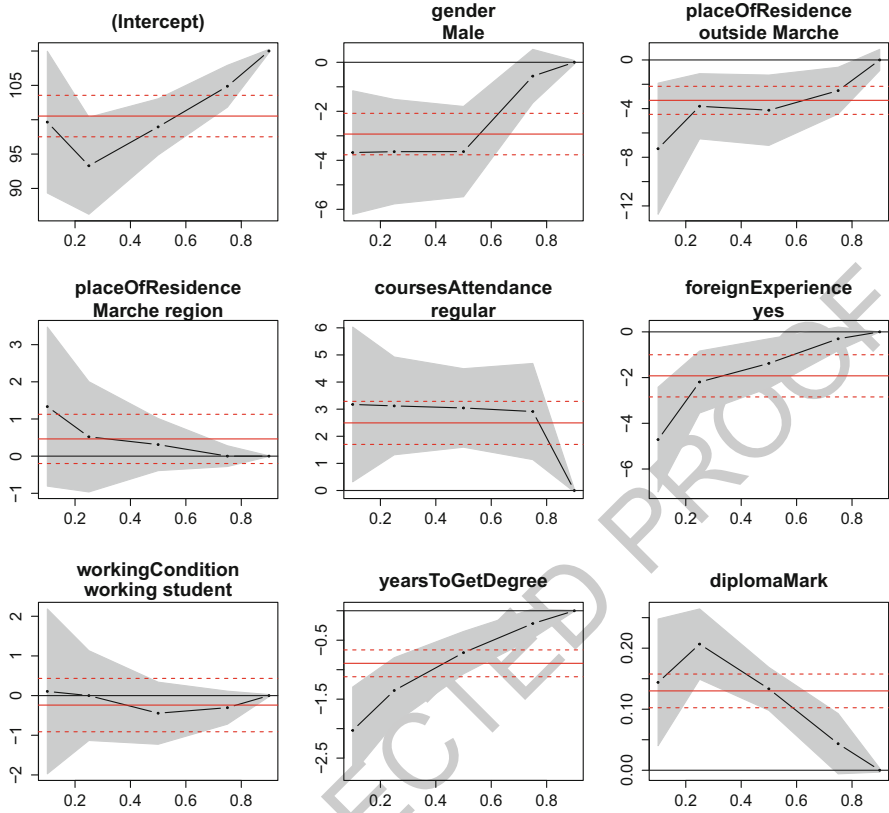 (Intercept)
gender
Male
placeOfResidence
outside Marche
105
95
90
0.2 0.4 0.6 0.8
0
−2
−4
−6
0.2 0.4 0.6 0.8
0
−4
−8
−12
0.2 0.4 0.6 0.8
placeOfResidence
Marche region
coursesAttendance
regular
foreignExperience
yes
3
2
1
0
−1
0.2 0.4 0.6 0.8
6
5
4
3
2
1
0
0.2 0.4 0.6 0.8
0
−2
−4
−6
0.2 0.4 0.6 0.8
workingCondition
working student
yearsToGetDegree
diplomaMark
2
1
0
−1
−2
0.2 0.4 0.6 0.8
−0.5
−1.5
−2.5
0.2 0.4 0.6 0.8
0.20
0.10
0.00
0.2 0.4 0.6 0.8
ECTED PROOF